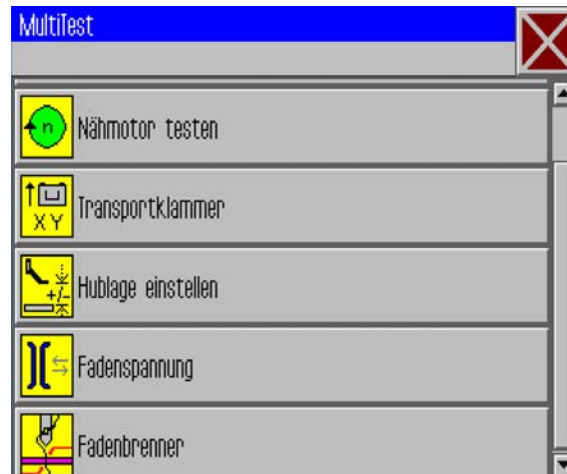 MultiTest
n
Nähmotor testen
X Y
Transportklammer
+/-
Hublage einstellen
Fadenspannung
Fadenbrenner